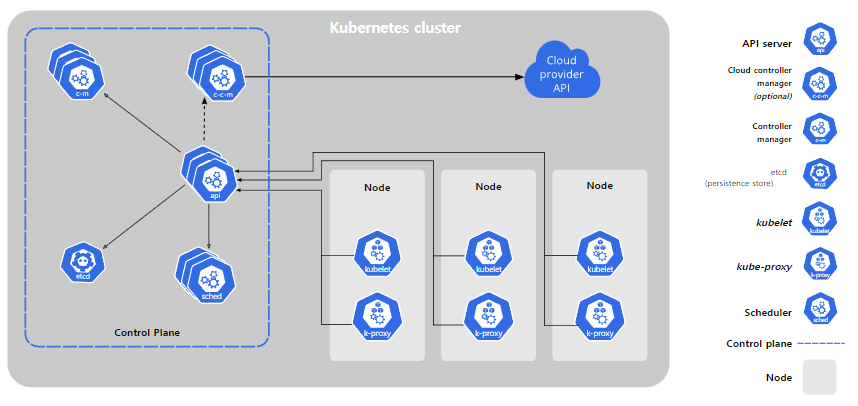 Kubernetes cluster
c-m
c-c-m
Cloud
provider
API
api
etcd
sched
Control Plane
Node
Node
Node
kubelet
kubelet
kubelet
k-proxy
k-proxy
k-proxy
API server
api
Cloud controller
manager
(optional)
c-c-m
Controller
manager
c-m
etcd
(persistence store)
etcd
kubelet
kubelet
kube-proxy
k-proxy
Scheduler
sched
Control plane
Node